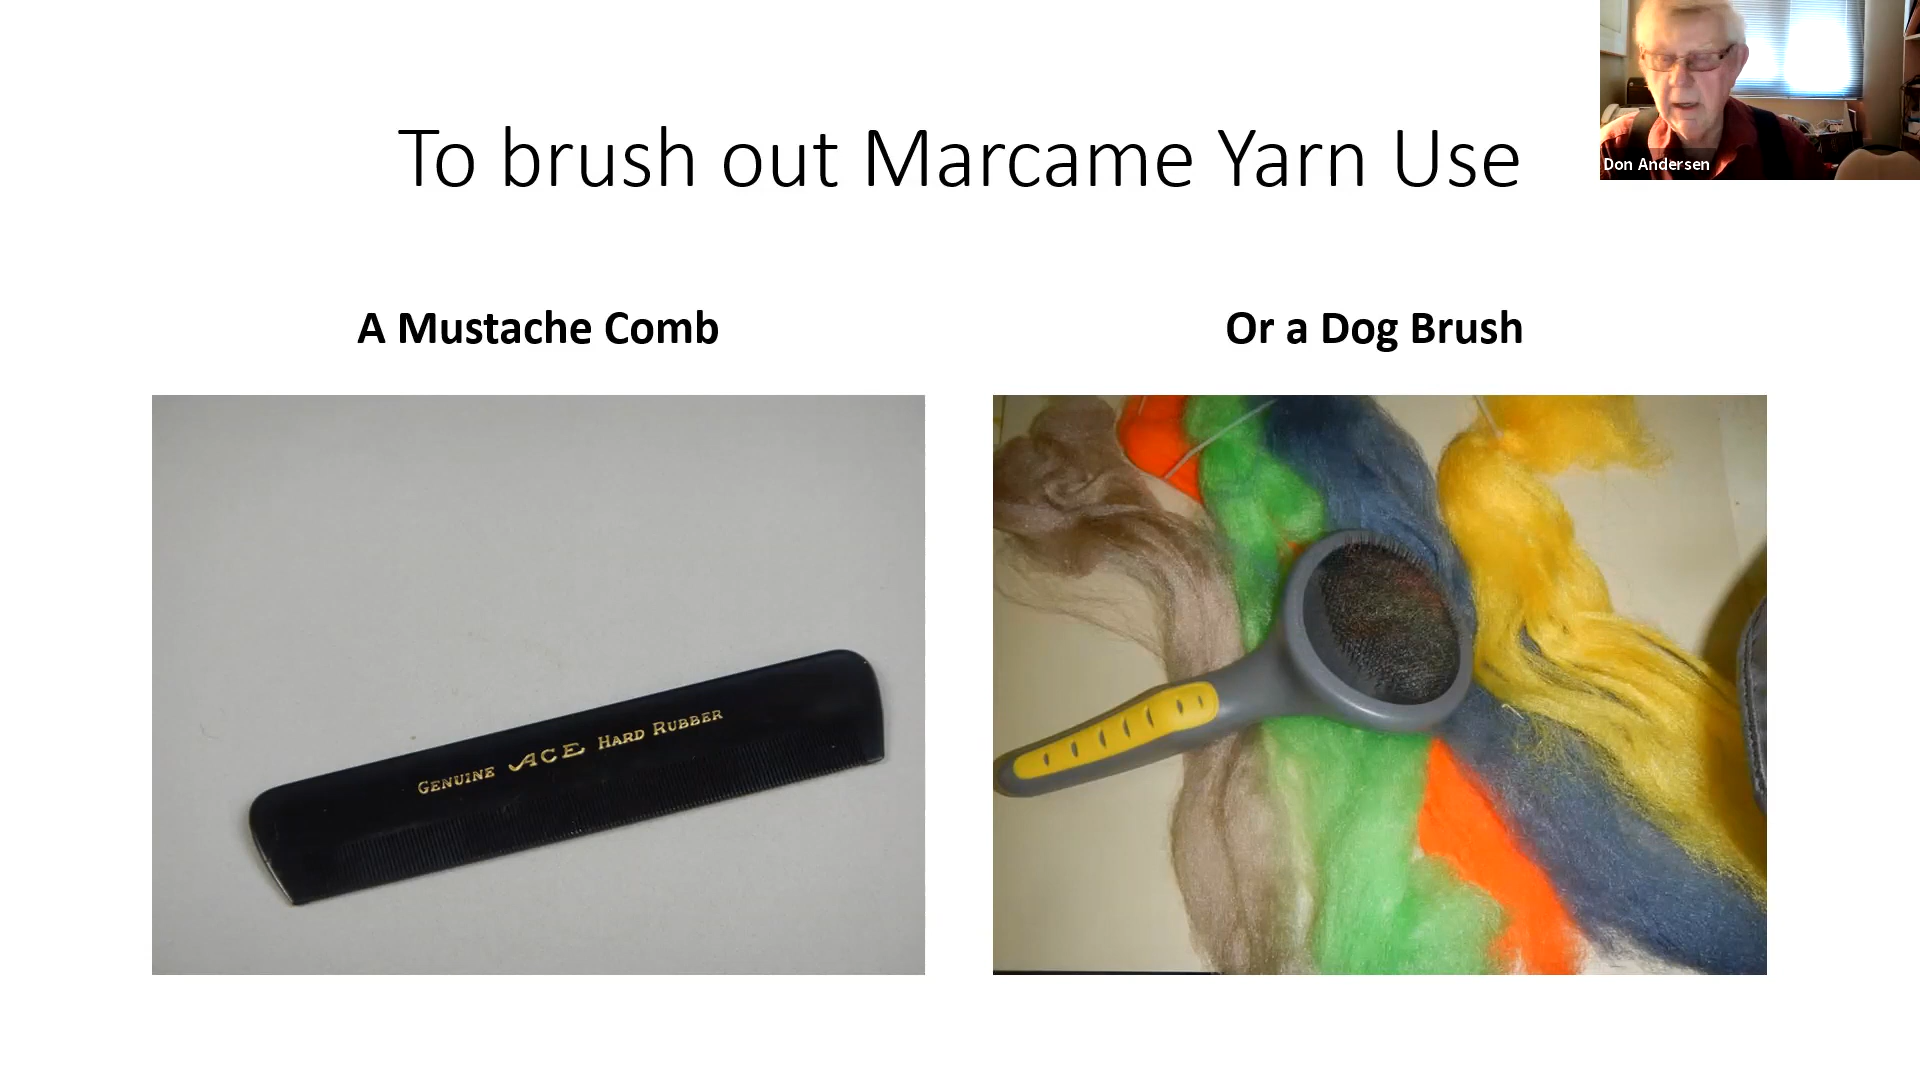 To brush out Marcame Yarn Use
Don Andersen
A Mustache Comb
Or a Dog Brush
GENUINE ACE HARD RUBBER